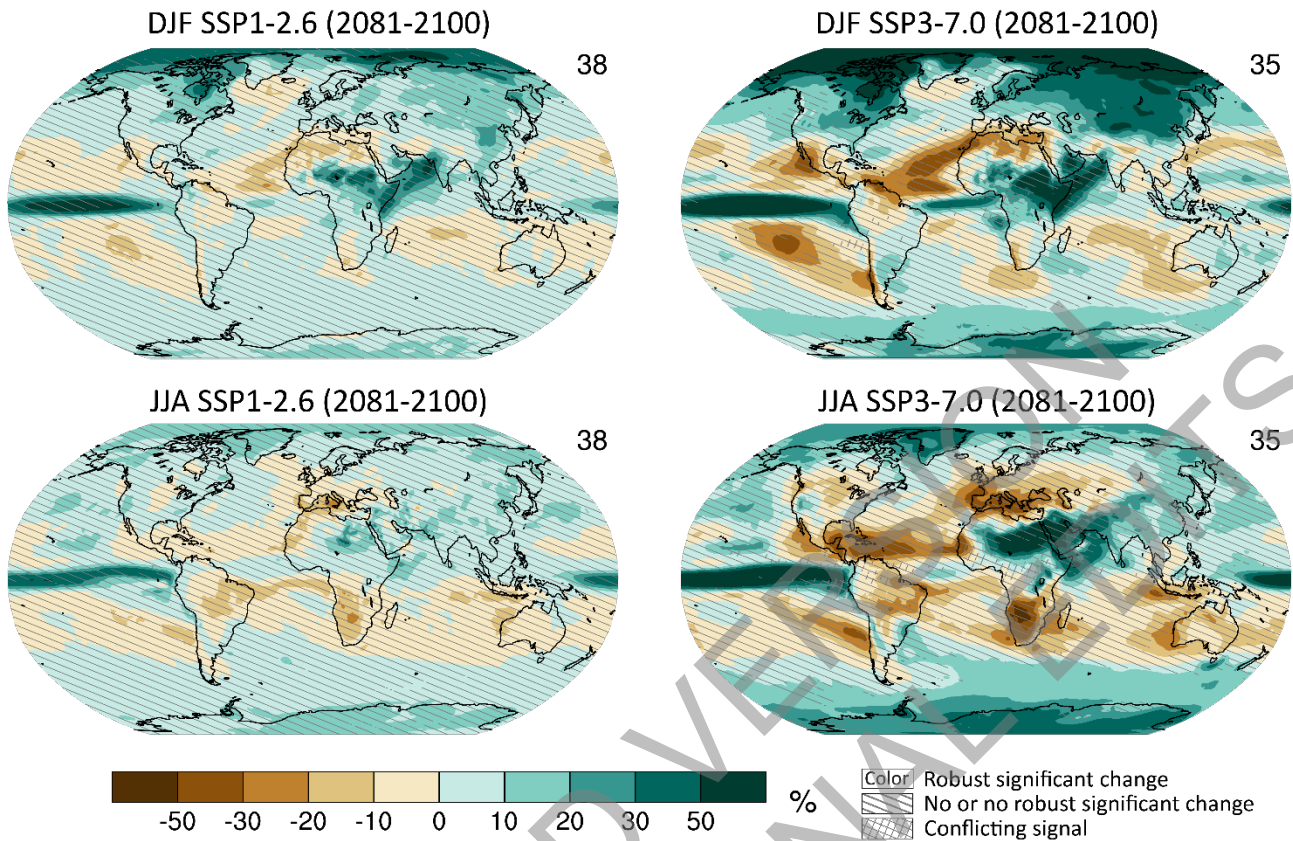 DJF SSP1-2.6 (2081-2100)
38
DJF SSP3-7.0 (2081-2100)
35
JJA SSP1-2.6 (2081-2100)
38
JJA SSP3-7.0 (2081-2100)
35
-50 -30 -20 -10 0 10 20 30 50 %
Color Robust significant change
No or no robust significant change
Conflicting signal
VERSION